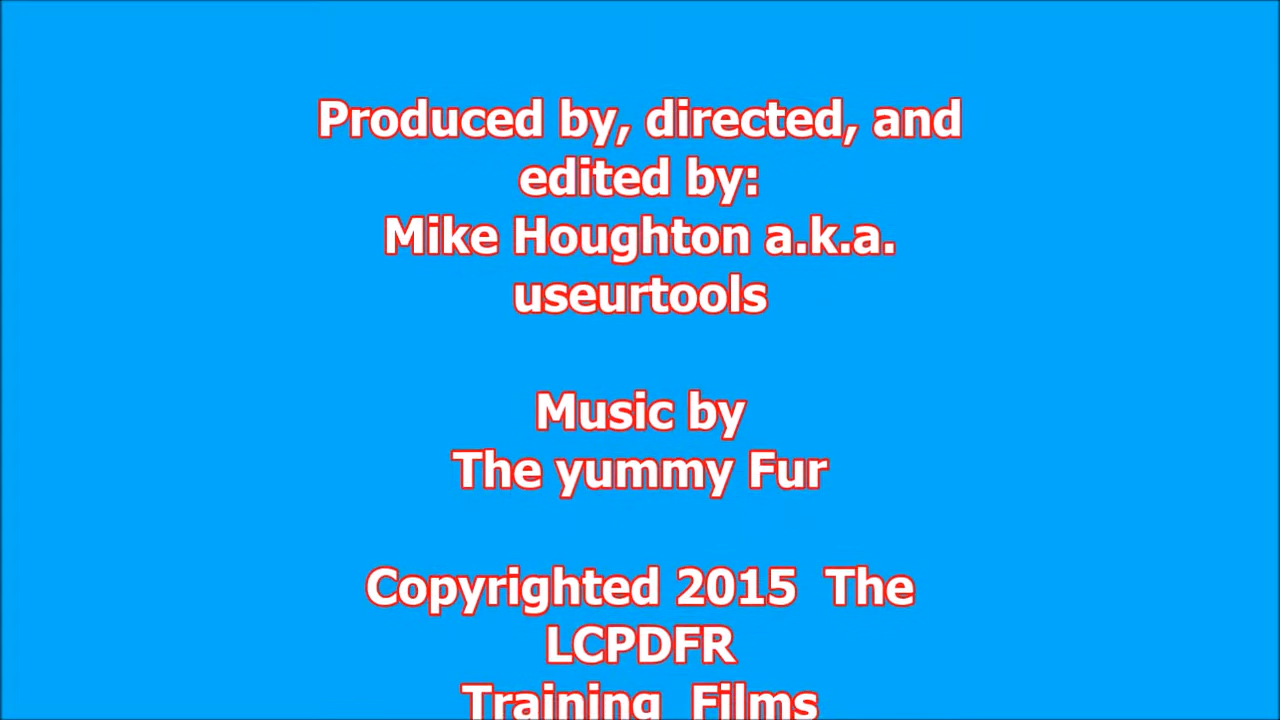 Produced by, directed, and
edited by:
Mike Houghton a.k.a.
useurtools
Music by
The yummy Fur
Copyrighted 2015  The
LCPDFR
Training  Films